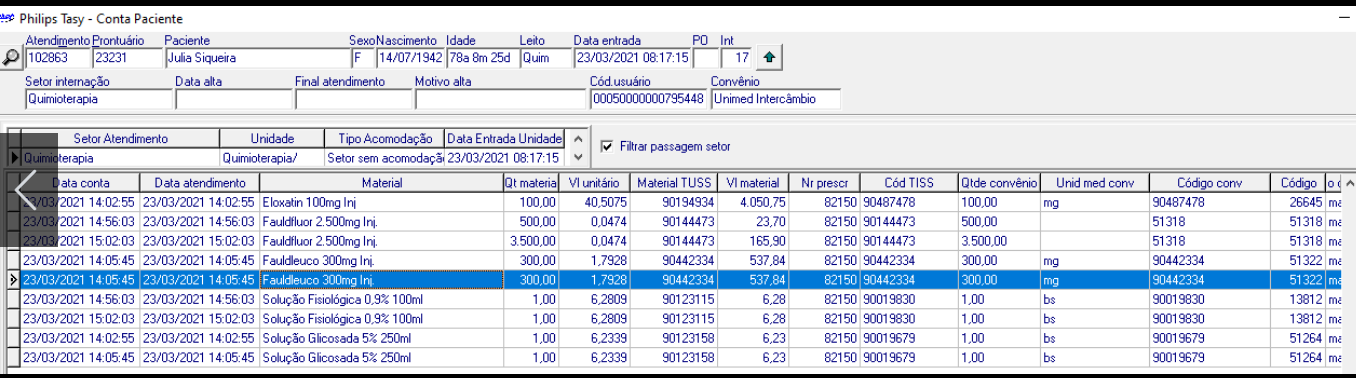 Philips Tasy - Conta Paciente
Atendimento Prontuário Paciente Sexo Nascimento Idade Leito Data entrada PO Int
102863 23231 Julia Siqueira F 14/07/1942 78a 8m 25d Quim 23/03/2021 08:17:15 17
Setor internação Data alta Final atendimento Motivo alta Cód.usuário Convênio
Quimioterapia 00050000000795448 Unimed Intercâmbio
Setor Atendimento Unidade Tipo Acomodação Data Entrada Unidade
Filtrar passagem setor
Quimioterapia Quimioterapia/ Setor sem acomodaçã 23/03/2021 08:17:15
Data conta Data atendimento Material Qt materia Vl unitário Material TUSS Vl material Nr prescr Cód TISS Qtde convênio Unid med conv Código conv Código o c
23/03/2021 14:02:55 23/03/2021 14:02:55 Eloxatin 100mg Inj 100,00 40,5075 90194934 4.050,75 82150 90487478 100,00 mg 90487478 26645 ma
23/03/2021 14:56:03 23/03/2021 14:56:03 Fauldfluor 2.500mg Inj. 500,00 0,0474 90144473 23,70 82150 90144473 500,00 51318 51318 ma
23/03/2021 15:02:03 23/03/2021 15:02:03 Fauldfluor 2.500mg Inj. 3.500,00 0,0474 90144473 165,90 82150 90144473 3.500,00 51318 51318 ma
23/03/2021 14:05:45 23/03/2021 14:05:45 Fauldleuco 300mg Inj. 300,00 1,7928 90442334 537,84 82150 90442334 300,00 mg 90442334 51322 ma
23/03/2021 14:05:45 23/03/2021 14:05:45 Fauldleuco 300mg Inj. 300,00 1,7928 90442334 537,84 82150 90442334 300,00 mg 90442334 51322 ma
23/03/2021 14:56:03 23/03/2021 14:56:03 Solução Fisiológica 0,9% 100ml 1,00 6,2809 90123115 6,28 82150 90019830 1,00 bs 90019830 13812 ma
23/03/2021 15:02:03 23/03/2021 15:02:03 Solução Fisiológica 0,9% 100ml 1,00 6,2809 90123115 6,28 82150 90019830 1,00 bs 90019830 13812 ma
23/03/2021 14:02:55 23/03/2021 14:02:55 Solução Glicosada 5% 250ml 1,00 6,2339 90123158 6,23 82150 90019679 1,00 bs 90019679 51264 ma
23/03/2021 14:05:45 23/03/2021 14:05:45 Solução Glicosada 5% 250ml 1,00 6,2339 90123158 6,23 82150 90019679 1,00 bs 90019679 51264 ma